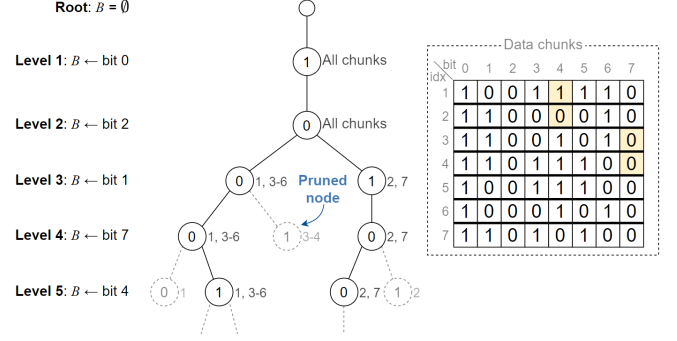 Root: B = ∅
Level 1: B ← bit 0
1 All chunks
Level 2: B ← bit 2
0 All chunks
Level 3: B ← bit 1
0 1, 3-6
Pruned
node
1 2, 7
Level 4: B ← bit 7
0 1, 3-6
1 3-4
0 2, 7
Level 5: B ← bit 4
0 1
1 1, 3-6
0 2, 7
1 2
Data chunks
bit 0 1 2 3 4 5 6 7
idx
1 1 0 0 1 1 1 1 0
2 1 1 0 0 0 0 1 0
3 1 1 0 0 1 0 1 0
4 1 1 0 1 1 1 0 0
5 1 0 0 1 1 1 0 0
6 1 0 0 0 1 0 1 0
7 1 1 0 1 0 1 0 0